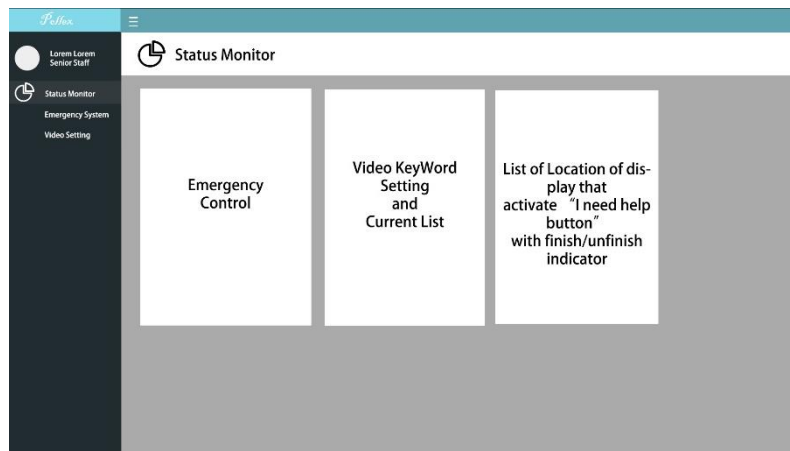 Pellox
Lorem Lorem
Senior Staff
Status Monitor
Emergency System
Video Setting
Status Monitor
Emergency
Control
Video KeyWord
Setting
and
Current List
List of Location of dis-
play that
activate “I need help
button”
with finish/unfinish
indicator